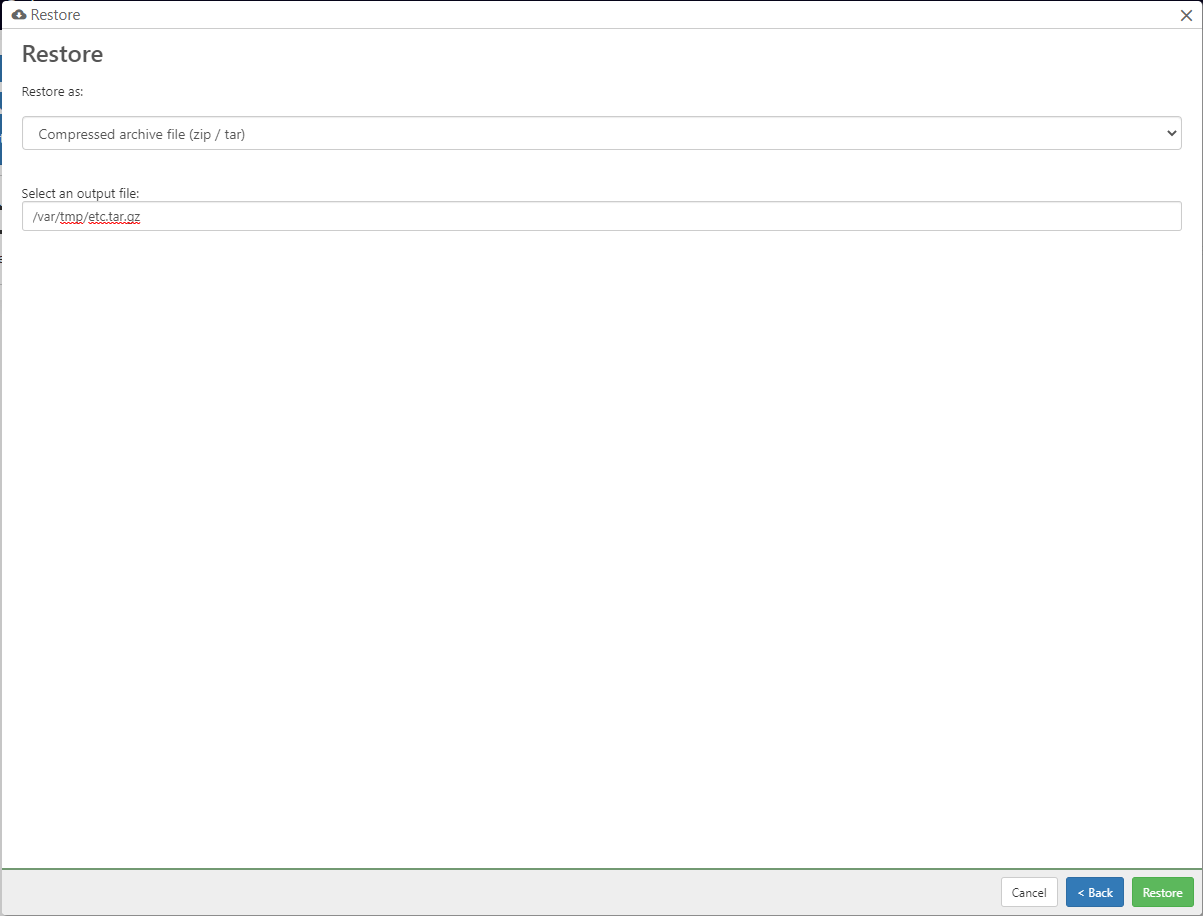 Restore
Restore
Restore as:
Compressed archive file (zip / tar)
Select an output file:
/var/tmp/etc.tar.gz
Cancel
< Back
Restore